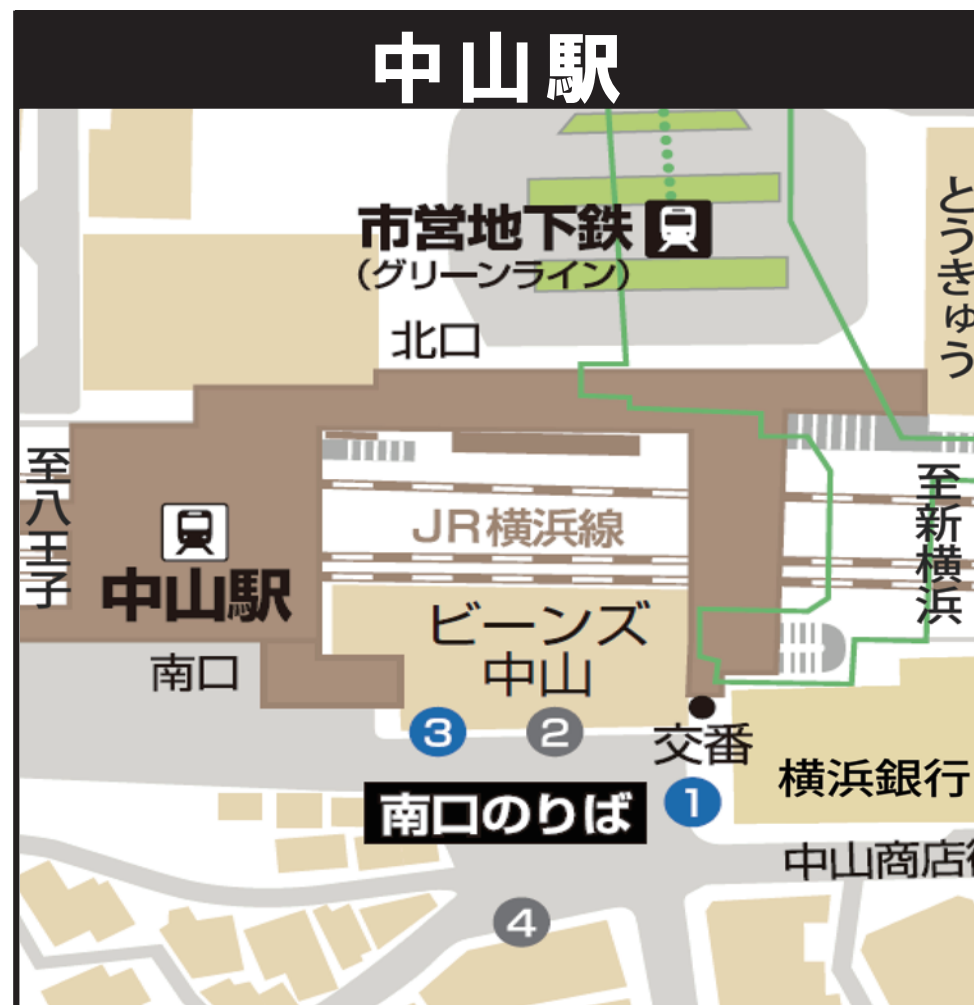 中山駅
市営地下鉄
（グリーンライン）
北口
とうきゅう
至八王子
JR横浜線
至新横浜
中山駅
ビーンズ
中山
南口
3
2
交番
横浜銀行
南口のりば
1
中山商店
4